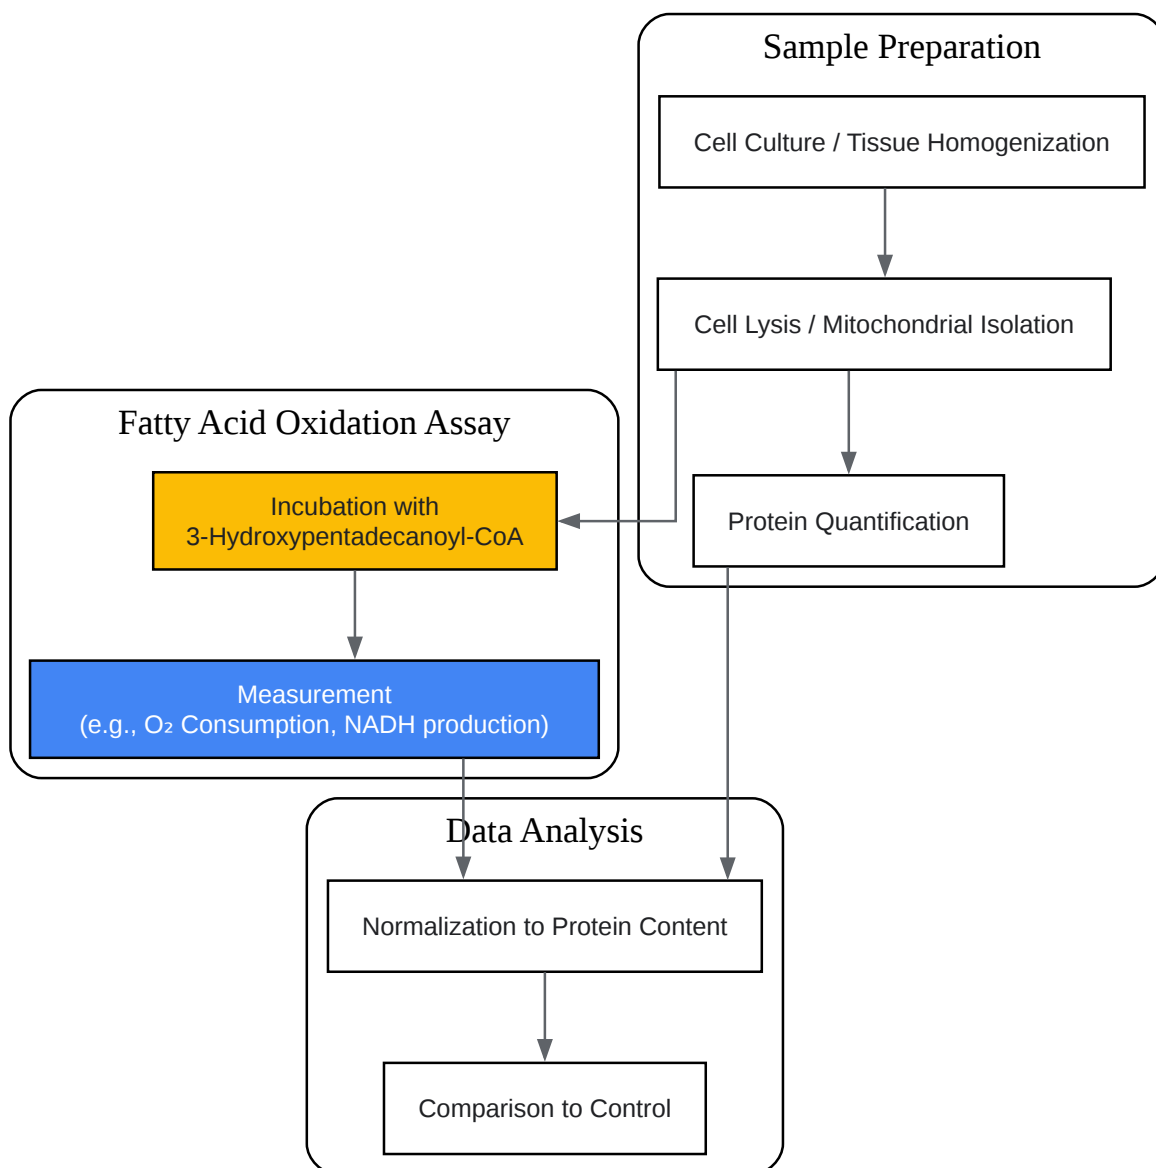 Sample Preparation
Cell Culture / Tissue Homogenization
Cell Lysis / Mitochondrial Isolation
Protein Quantification
Fatty Acid Oxidation Assay
Incubation with
3-Hydroxypentadecanoyl-CoA
Measurement
(e.g., O₂ Consumption, NADH production)
Data Analysis
Normalization to Protein Content
Comparison to Control